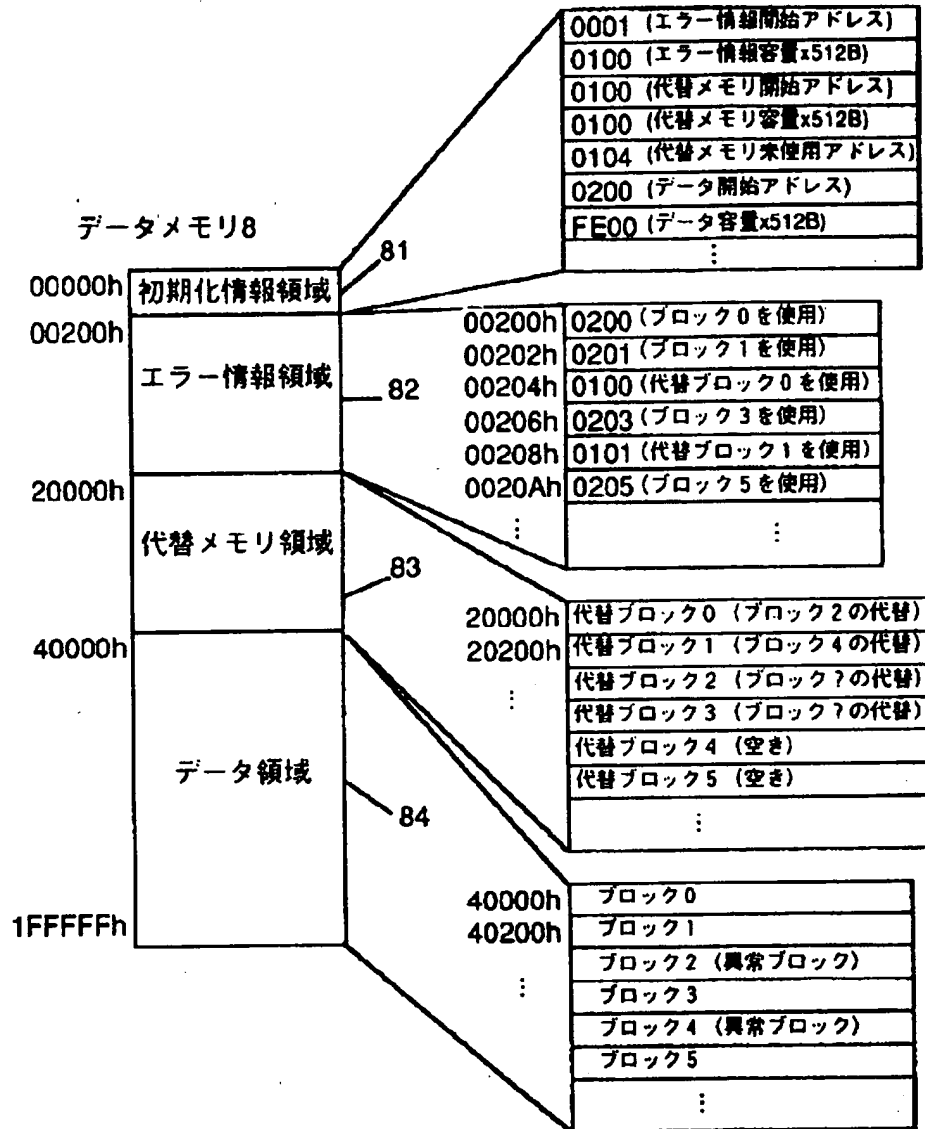 データメモリ8
00000h
初期化情報領域
81
00200h
エラー情報領域
82
20000h
代替メモリ領域
83
40000h
データ領域
84
1FFFFFh
0001 (エラー情報開始アドレス)
0100 (エラー情報容量x512B)
0100 (代替メモリ開始アドレス)
0100 (代替メモリ容量x512B)
0104 (代替メモリ未使用アドレス)
0200 (データ開始アドレス)
FE00 (データ容量x512B)
⋮
00200h 0200 (ブロック0を使用)
00202h 0201 (ブロック1を使用)
00204h 0100 (代替ブロック0を使用)
00206h 0203 (ブロック3を使用)
00208h 0101 (代替ブロック1を使用)
0020Ah 0205 (ブロック5を使用)
⋮ ⋮
20000h 代替ブロック0 (ブロック2の代替)
20200h 代替ブロック1 (ブロック4の代替)
⋮ 代替ブロック2 (ブロック?の代替)
代替ブロック3 (ブロック?の代替)
代替ブロック4 (空き)
代替ブロック5 (空き)
⋮
40000h ブロック0
40200h ブロック1
⋮ ブロック2 (異常ブロック)
ブロック3
ブロック4 (異常ブロック)
ブロック5
⋮